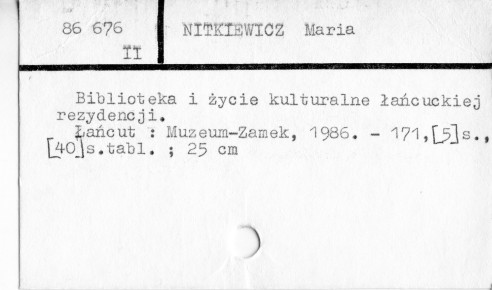 86 676 NITKIEWICZ Maria
II
Biblioteka i życie kulturalne łańcuckiej
rezydencji.
Łańcut : Muzeum-Zamek, 1986. - 171,[5]s.,
[40]s.tabl. ; 25 cm